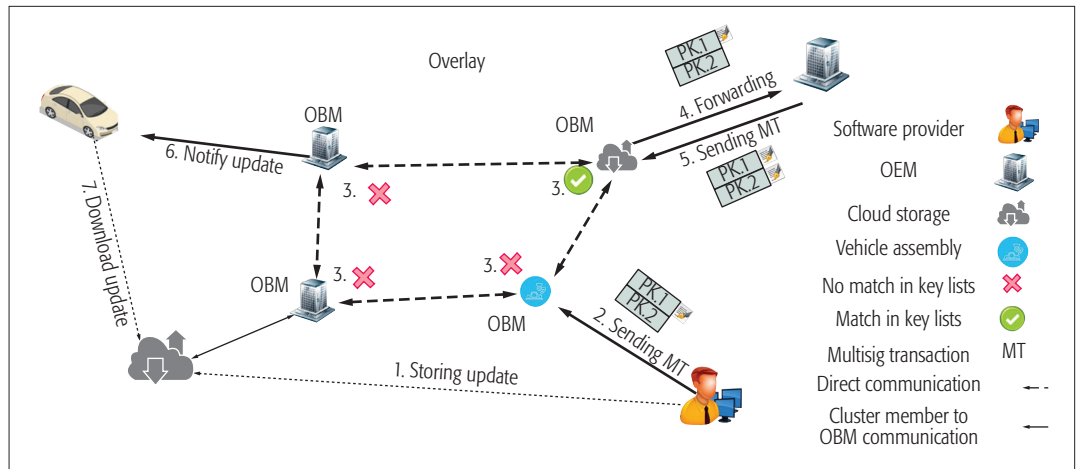 Overlay
PK.1
PK.2
OBM
OBM
4. Forwarding
5. Sending MT
PK.1
PK.2
6. Notify update
3.
3.
7. Download update
OBM
3.
3.
OBM
PK.1
PK.2
2. Sending MT
1. Storing update
Software provider
OEM
Cloud storage
Vehicle assembly
No match in key lists
Match in key lists
Multisig transaction MT
Direct communication
Cluster member to
OBM communication